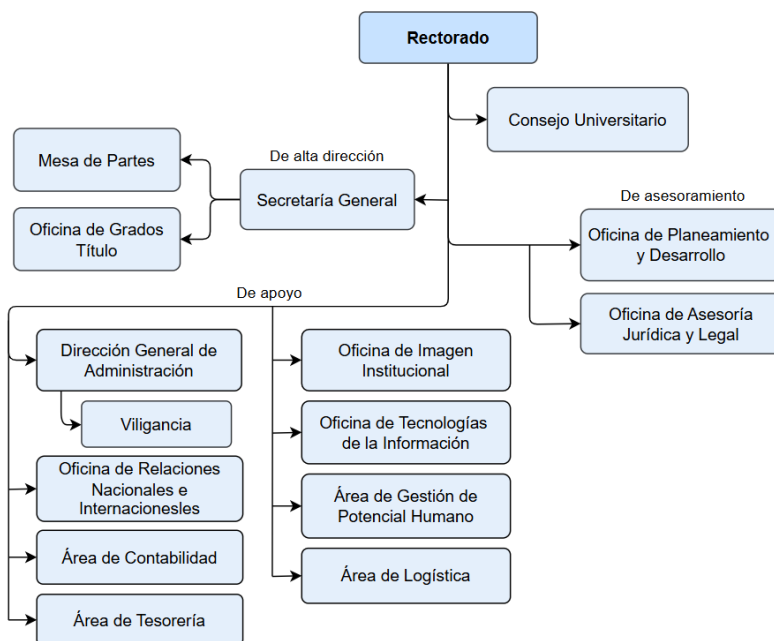 Rectorado
Consejo Universitario
De alta dirección
Mesa de Partes
Secretaría General
Oficina de Grados
Título
De asesoramiento
Oficina de Planeamiento
y Desarrollo
Oficina de Asesoría
Jurídica y Legal
De apoyo
Dirección General de
Administración
Viligancia
Oficina de Relaciones
Nacionales e
Internacionesles
Área de Contabilidad
Área de Tesorería
Oficina de Imagen
Institucional
Oficina de Tecnologías
de la Información
Área de Gestión de
Potencial Humano
Área de Logística